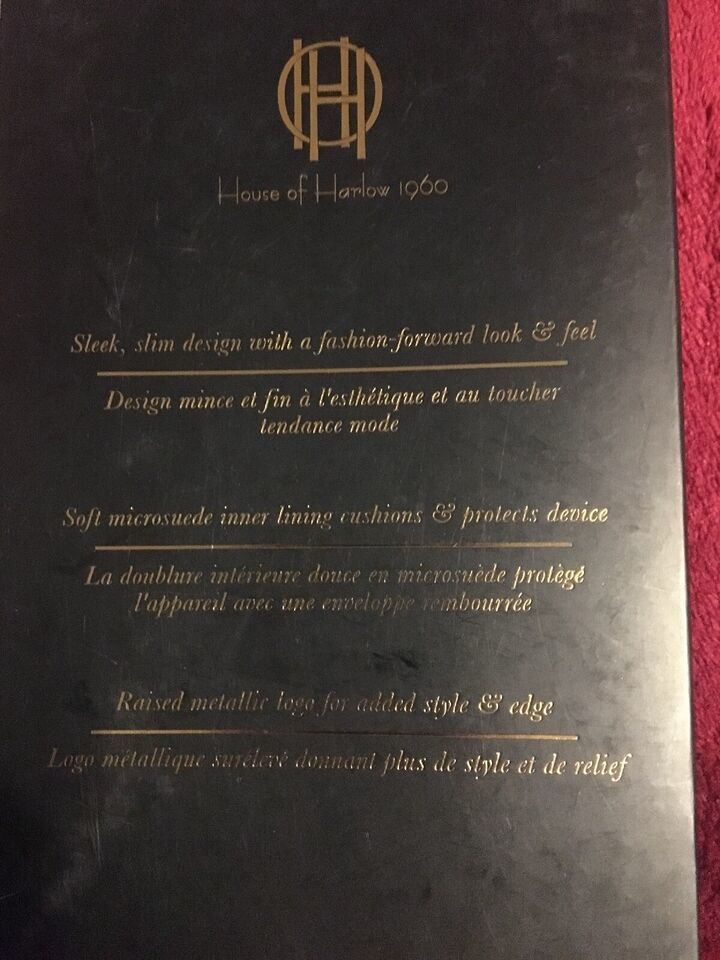 House of Harlow 1960
Sleek, slim design with a fashion-forward look & feel
Design mince et fin à l'esthétique et au toucher
tendance mode
Soft microsuede inner lining cushions & protects device
La doublure intérieure douce en microsuède protègé
l'appareil avec une enveloppe rembourrée
Raised metallic logo for added style & edge
Logo métallique surélevé donnant plus de style et de relief